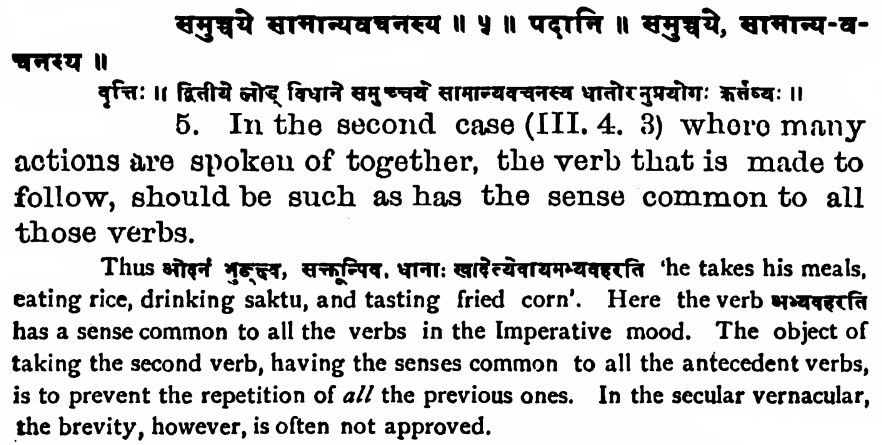 समुच्चये सामान्यवचनस्य ॥ ५ ॥ पदानि ॥ समुच्चये, सामान्य-व-
चनस्य ॥
वृत्तिः ॥ द्वितीये लोड् विधाने समुच्चये सामान्यवचनस्य धातोरनुप्रयोगः कर्तव्यः ॥
5. In the second case (III. 4. 3) where many
actions are spoken of together, the verb that is made to
follow, should be such as has the sense common to all
those verbs.
Thus ओदनं भुङ्क्ष्व, सक्तून्पिब, धानाः खादेत्येवायमभ्यवहरति 'he takes his meals,
eating rice, drinking saktu, and tasting fried corn'. Here the verb अभ्यवहरति
has a sense common to all the verbs in the Imperative mood. The object of
taking the second verb, having the senses common to all the antecedent verbs,
is to prevent the repetition of all the previous ones. In the secular vernacular,
the brevity, however, is often not approved.